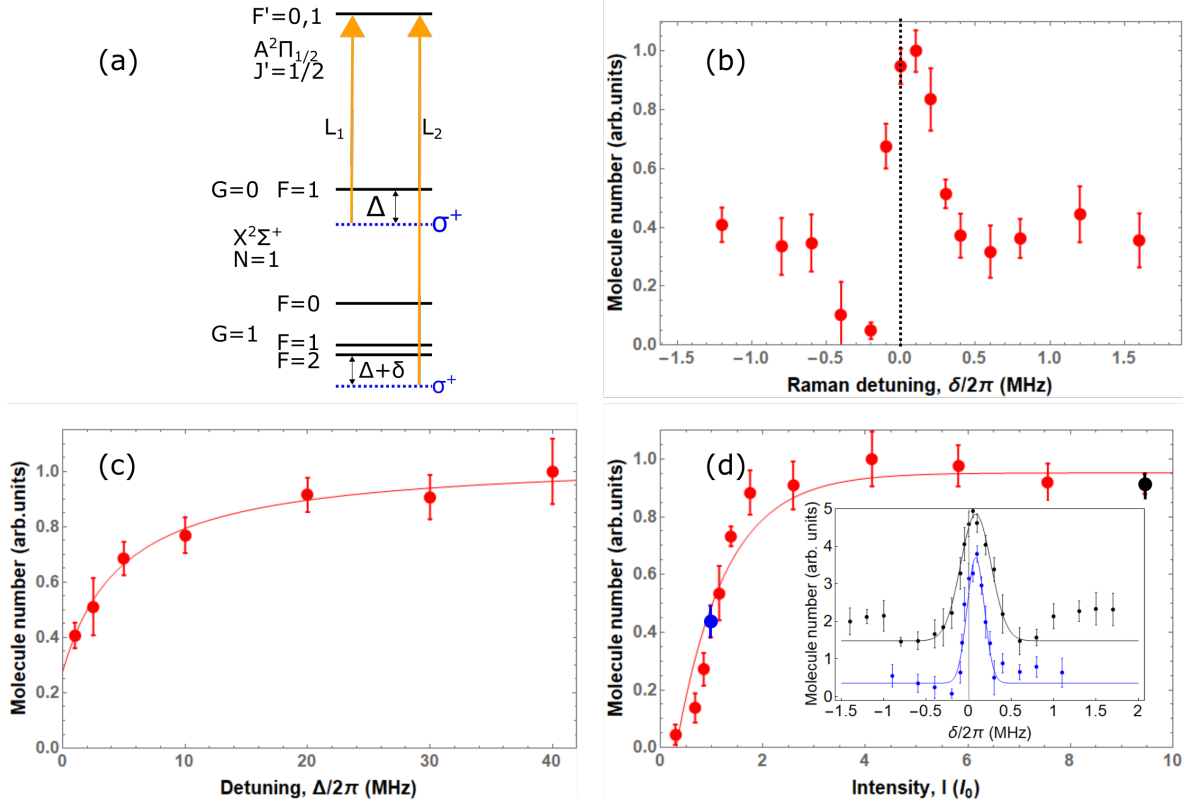 (a)
F'=0,1
A²Π₁/₂
J'=1/2
L₁
L₂
G=0 F=1
Δ
σ⁺
X²Σ⁺
N=1
F=0
G=1
F=1
F=2
Δ+δ
σ⁺
(b)
Molecule number (arb.units)
1.0
0.8
0.6
0.4
0.2
0.0
−1.5 −1.0 −0.5 0.0 0.5 1.0 1.5
Raman detuning, δ/2π (MHz)
(c)
Molecule number (arb.units)
1.0
0.8
0.6
0.4
0.2
0.0
0 10 20 30 40
Detuning, Δ/2π (MHz)
(d)
Molecule number (arb.units)
1.0
0.8
0.6
0.4
0.2
0.0
0 2 4 6 8 10
Intensity, I (I₀)
Molecule number (arb. units)
5
4
3
2
1
0
-1.5 -1 -0.5 0 0.5 1 1.5 2
δ/2π (MHz)